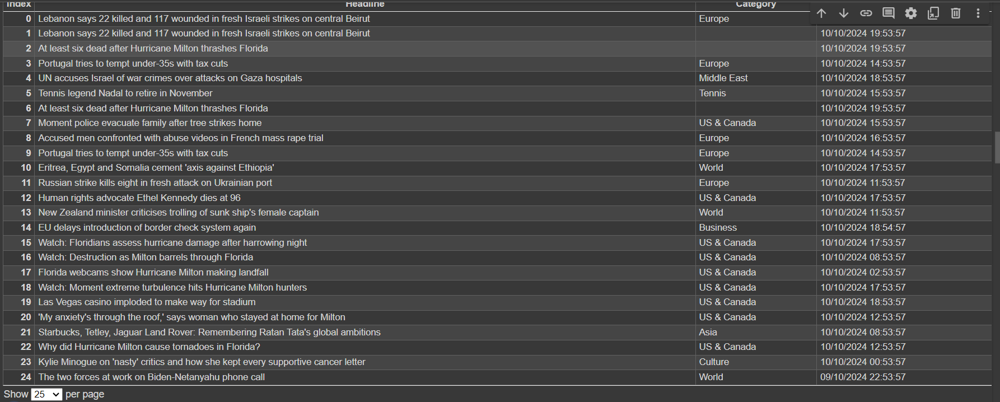 Index Headline Category
0 Lebanon says 22 killed and 117 wounded in fresh Israeli strikes on central Beirut Europe
1 Lebanon says 22 killed and 117 wounded in fresh Israeli strikes on central Beirut 10/10/2024 19:53:57
2 At least six dead after Hurricane Milton thrashes Florida 10/10/2024 19:53:57
3 Portugal tries to tempt under-35s with tax cuts Europe 10/10/2024 14:53:57
4 UN accuses Israel of war crimes over attacks on Gaza hospitals Middle East 10/10/2024 18:53:57
5 Tennis legend Nadal to retire in November Tennis 10/10/2024 15:53:57
6 At least six dead after Hurricane Milton thrashes Florida 10/10/2024 19:53:57
7 Moment police evacuate family after tree strikes home US & Canada 10/10/2024 15:53:57
8 Accused men confronted with abuse videos in French mass rape trial Europe 10/10/2024 16:53:57
9 Portugal tries to tempt under-35s with tax cuts Europe 10/10/2024 14:53:57
10 Eritrea, Egypt and Somalia cement 'axis against Ethiopia' World 10/10/2024 17:53:57
11 Russian strike kills eight in fresh attack on Ukrainian port Europe 10/10/2024 11:53:57
12 Human rights advocate Ethel Kennedy dies at 96 US & Canada 10/10/2024 17:53:57
13 New Zealand minister criticises trolling of sunk ship's female captain World 10/10/2024 11:53:57
14 EU delays introduction of border check system again Business 10/10/2024 18:54:57
15 Watch: Floridians assess hurricane damage after harrowing night US & Canada 10/10/2024 17:53:57
16 Watch: Destruction as Milton barrels through Florida US & Canada 10/10/2024 08:53:57
17 Florida webcams show Hurricane Milton making landfall US & Canada 10/10/2024 02:53:57
18 Watch: Moment extreme turbulence hits Hurricane Milton hunters US & Canada 10/10/2024 17:53:57
19 Las Vegas casino imploded to make way for stadium US & Canada 10/10/2024 18:53:57
20 'My anxiety's through the roof,' says woman who stayed at home for Milton US & Canada 10/10/2024 12:53:57
21 Starbucks, Tetley, Jaguar Land Rover: Remembering Ratan Tata's global ambitions Asia 10/10/2024 08:53:57
22 Why did Hurricane Milton cause tornadoes in Florida? US & Canada 10/10/2024 12:53:57
23 Kylie Minogue on 'nasty' critics and how she kept every supportive cancer letter Culture 10/10/2024 00:53:57
24 The two forces at work on Biden-Netanyahu phone call World 09/10/2024 22:53:57
Show 25 per page